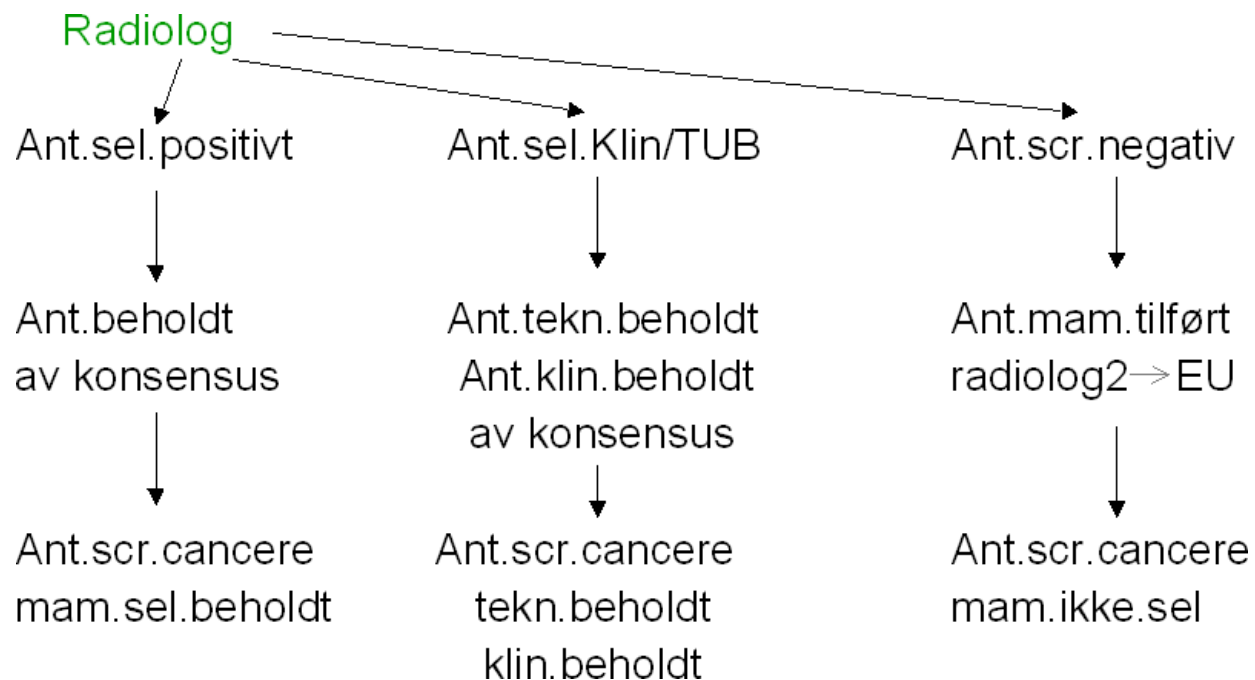 Radiolog
Ant.sel.positivt
Ant.sel.Klin/TUB
Ant.scr.negativ
Ant.beholdt
av konsensus
Ant.tekn.beholdt
Ant.klin.beholdt
av konsensus
Ant.mam.tilført
radiolog2→EU
Ant.scr.cancere
mam.sel.beholdt
Ant.scr.cancere
tekn.beholdt
klin.beholdt
Ant.scr.cancere
mam.ikke.sel